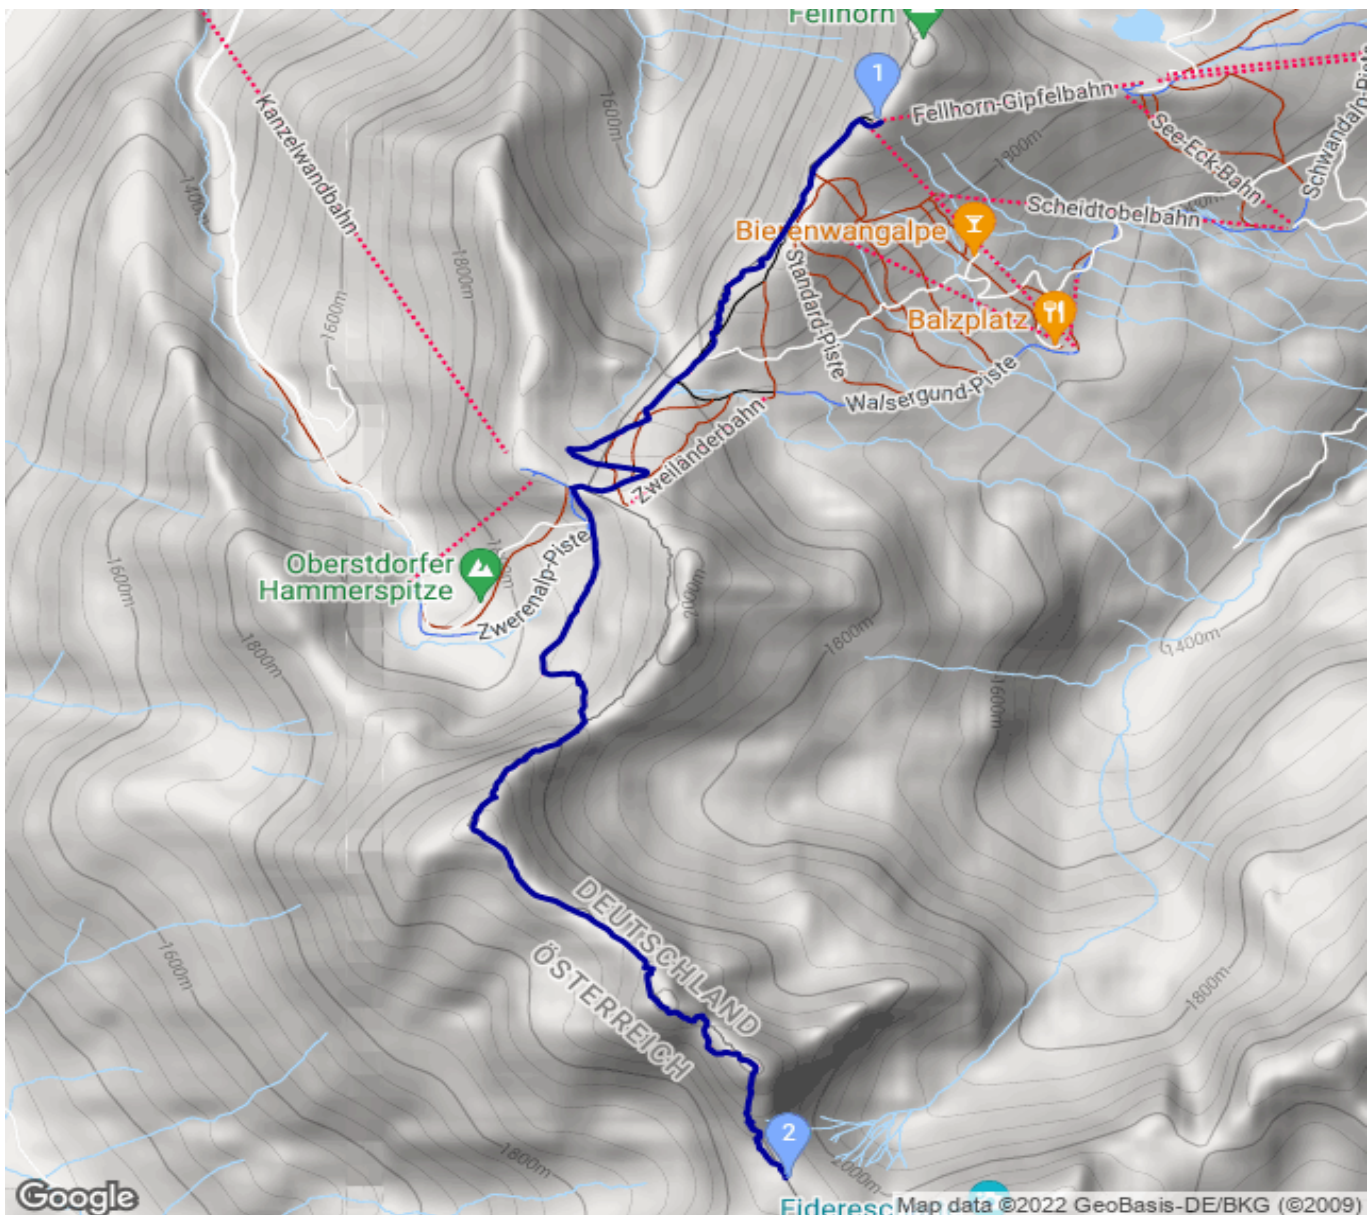 Fellhorn
1
Fellhorn-Gipfelbahn
Kanzelwandbahn
1600m
1400m
1800m
1600m
See-Eck-Bahn
Schwandalp-Piste
Scheidtobelbahn
Bierenwangalpe
Standard-Piste
Balzplatz
Walsergund-Piste
Zweiländerbahn
Oberstdorfer
Hammerspitze
Zwerenalp-Piste
2000m
1600m
1800m
1800m
1400m
1600m
DEUTSCHLAND
ÖSTERREICH
1600m
1800m
2
1800m
2000m
Google
Map data ©2022 GeoBasis-DE/BKG (©2009)